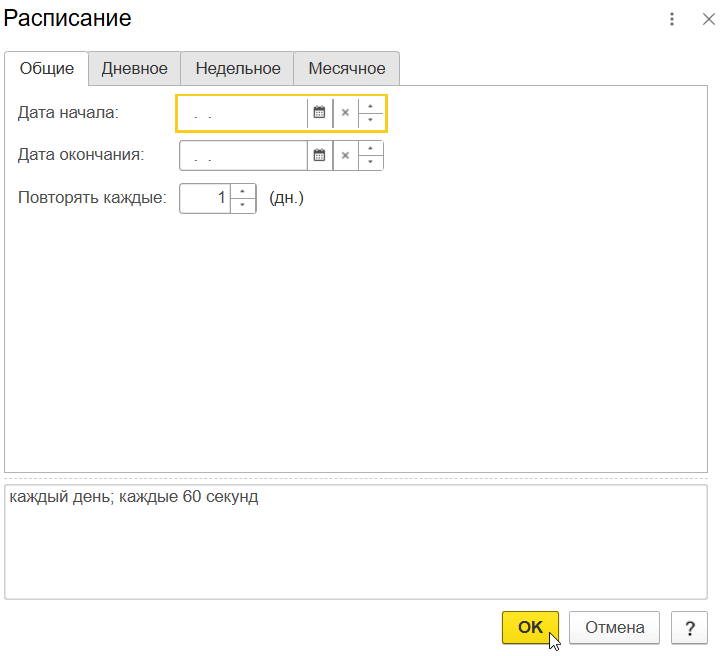 Расписание
Общие Дневное Недельное Месячное
Дата начала: . .
Дата окончания: . .
Повторять каждые: 1 (дн.)
каждый день; каждые 60 секунд
OK Отмена ?